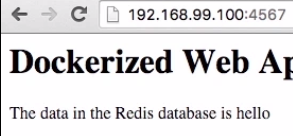 192.168.99.100:4567
Dockerized Web Ap
The data in the Redis database is hello